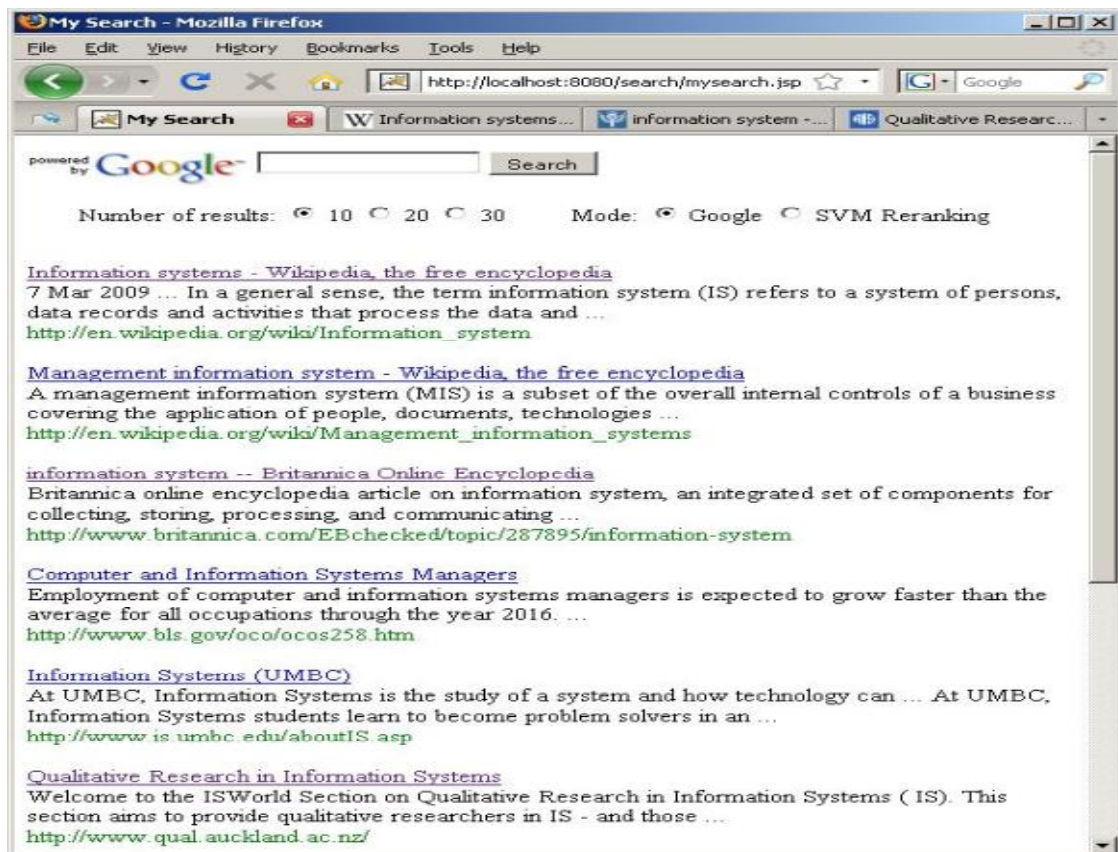 My Search - Mozilla Firefox
File Edit View History Bookmarks Tools Help
http://localhost:8080/search/mysearch.jsp G Google
My Search W Information systems... information system -... Qualitative Researc...
powered by Google Search
Number of results: 10 20 30 Mode: Google SVM Reranking
Information systems - Wikipedia, the free encyclopedia
7 Mar 2009 ... In a general sense, the term information system (IS) refers to a system of persons,
data records and activities that process the data and ...
http://en.wikipedia.org/wiki/Information_system
Management information system - Wikipedia, the free encyclopedia
A management information system (MIS) is a subset of the overall internal controls of a business
covering the application of people, documents, technologies ...
http://en.wikipedia.org/wiki/Management_information_systems
information system -- Britannica Online Encyclopedia
Britannica online encyclopedia article on information system, an integrated set of components for
collecting, storing, processing, and communicating ...
http://www.britannica.com/EBchecked/topic/287895/information-system
Computer and Information Systems Managers
Employment of computer and information systems managers is expected to grow faster than the
average for all occupations through the year 2016. ...
http://www.bls.gov/oco/ocos258.htm
Information Systems (UMBC)
At UMBC, Information Systems is the study of a system and how technology can ... At UMBC,
Information Systems students learn to become problem solvers in an ...
http://www.is.umbc.edu/aboutIS.asp
Qualitative Research in Information Systems
Welcome to the ISWorld Section on Qualitative Research in Information Systems ( IS). This
section aims to provide qualitative researchers in IS - and those ...
http://www.qual.auckland.ac.nz/